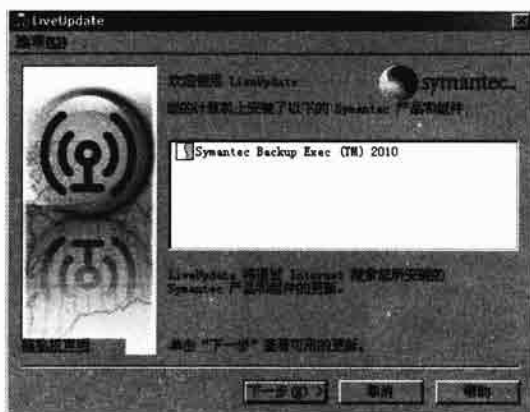 LiveUpdate
选项(O)
欢迎使用 LiveUpdate
symantec.
您的计算机上安装了以下的 Symantec 产品和组件
Symantec Backup Exec (TM) 2010
LiveUpdate 将通过 Internet 搜索您所安装的
Symantec 产品和组件的更新。
单击“下一步”查看可用的更新。
下一步(N) >
取消
帮助